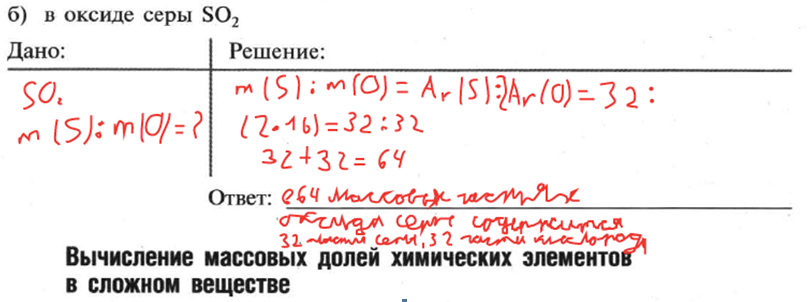 б) в оксиде серы SO₂
Дано:
Решение:
SO₂
m(S):m(O)=?
m(S):m(O)=Ar(S):2Ar(O)=32:
(2•16)=32:32
32+32=64
Ответ: в 64 массовых частях
оксида серы содержится
32 части серы, 32 части кислорода
Вычисление массовых долей химических элементов
в сложном веществе